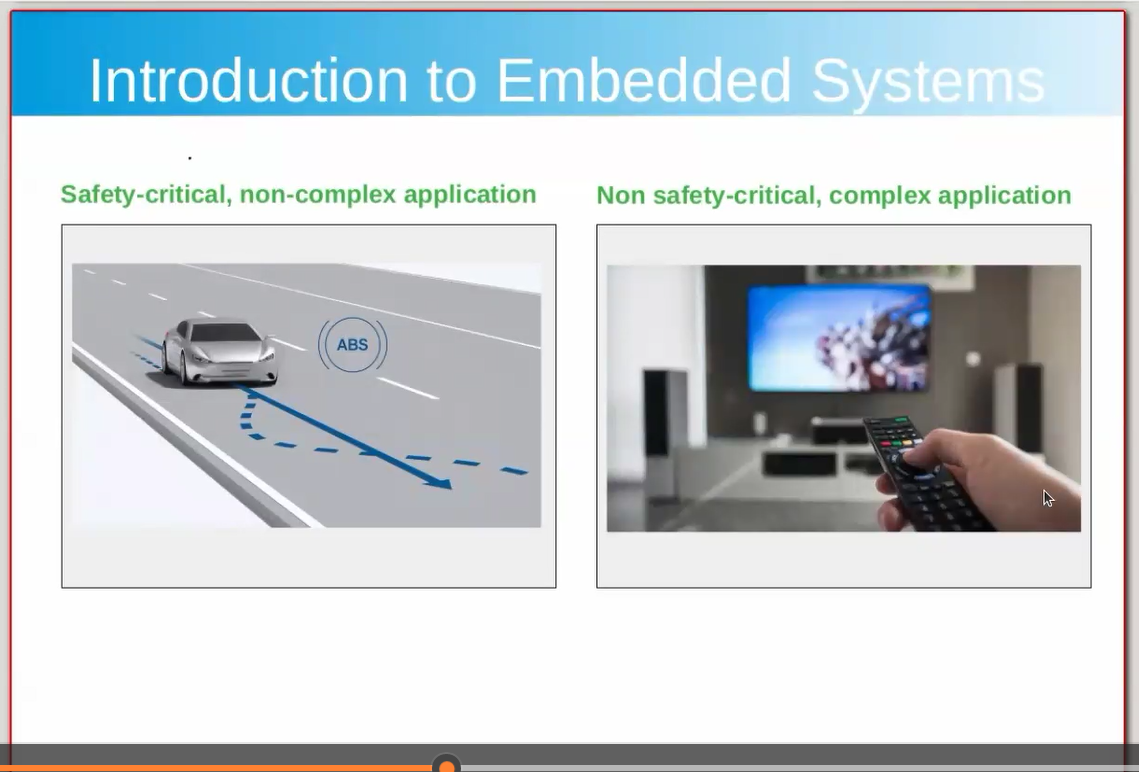 Introduction to Embedded Systems
Safety-critical, non-complex application
Non safety-critical, complex application
ABS